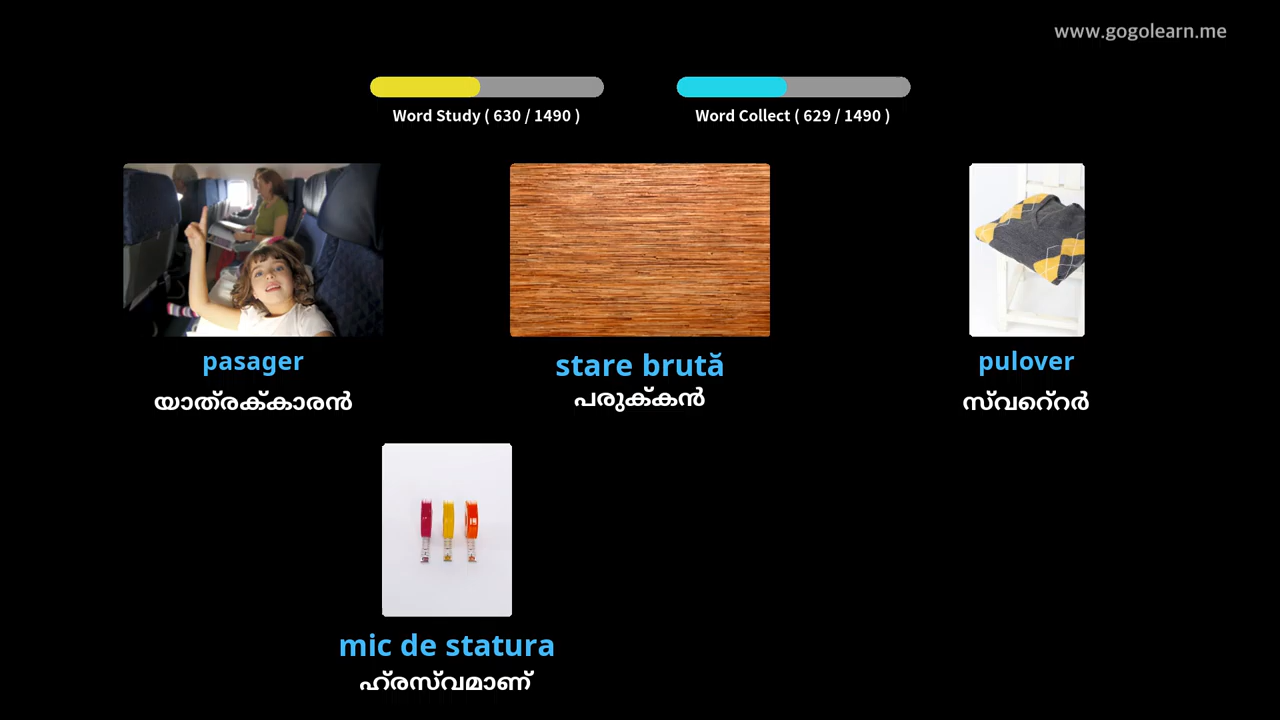 www.gogolearn.me
Word Study ( 630 / 1490 )
Word Collect ( 629 / 1490 )
pasager
യാത്രക്കാരൻ
stare brută
പരുക്കൻ
pulover
സ്വറ്റെർ
mic de statura
ഹ്രസ്വമാണ്